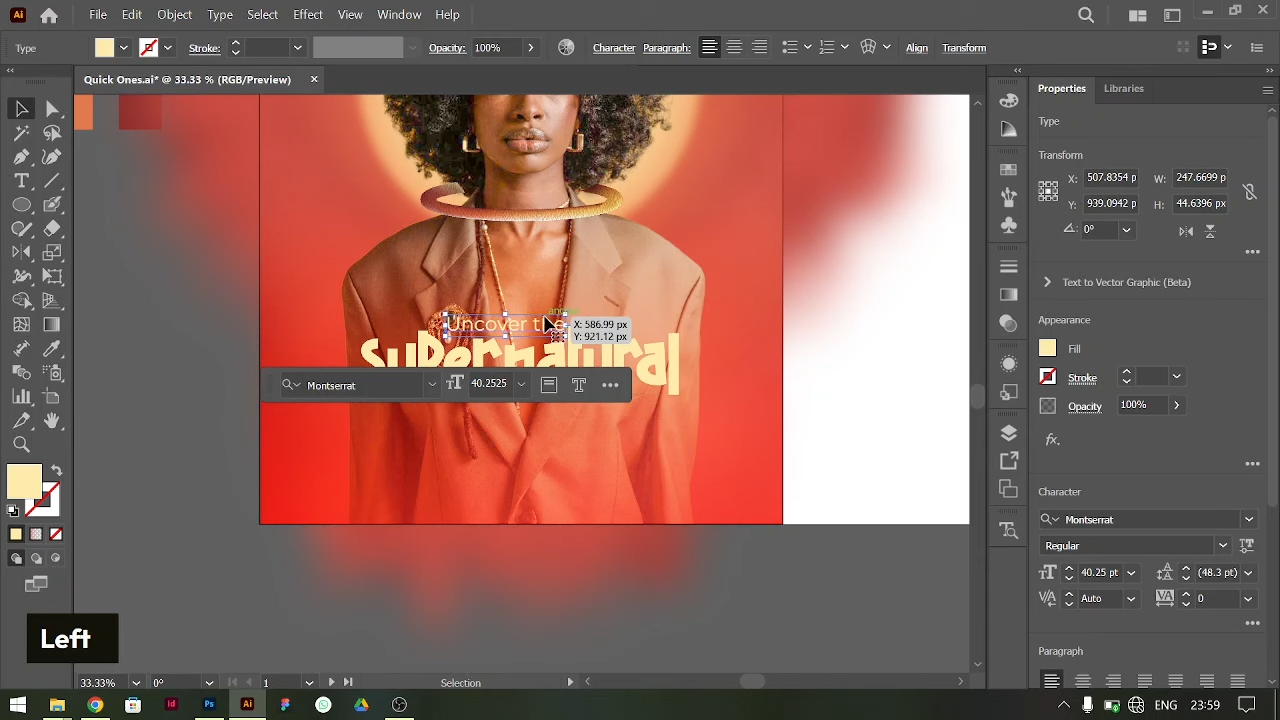 Ai File Edit Object Type Select Effect View Window Help
Type Stroke: Opacity: 100% Character Paragraph: Align Transform
Quick Ones.ai* @ 33.33 % (RGB/Preview)
Properties Libraries
Type
Transform
X: 507.8354 p W: 247.6699 p
Y: 939.0942 p H: 44.6396 px
0°
Text to Vector Graphic (Beta)
Appearance
Fill
Stroke
Opacity 100%
fx.
Character
Montserrat
Regular
40.25 pt (48.3 pt)
Auto 0
Paragraph
Uncover the
X: 586.99 px
Y: 921.12 px
Supernatural
Montserrat 40.2525
Left
33.33% 0° 1 Selection
ENG 23:59